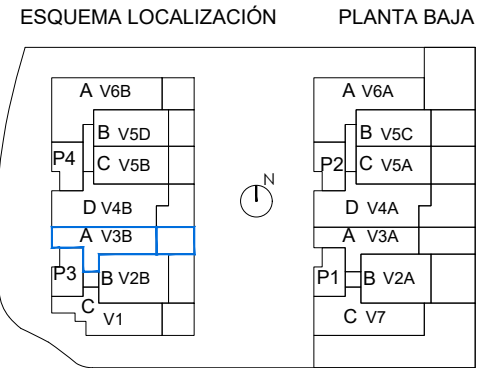 ESQUEMA LOCALIZACIÓN PLANTA BAJA
A V6B A V6A
B V5D B V5C
P4 C V5B P2 C V5A
N
D V4B D V4A
A V3B A V3A
P3 B V2B P1 B V2A
C V1 C V7